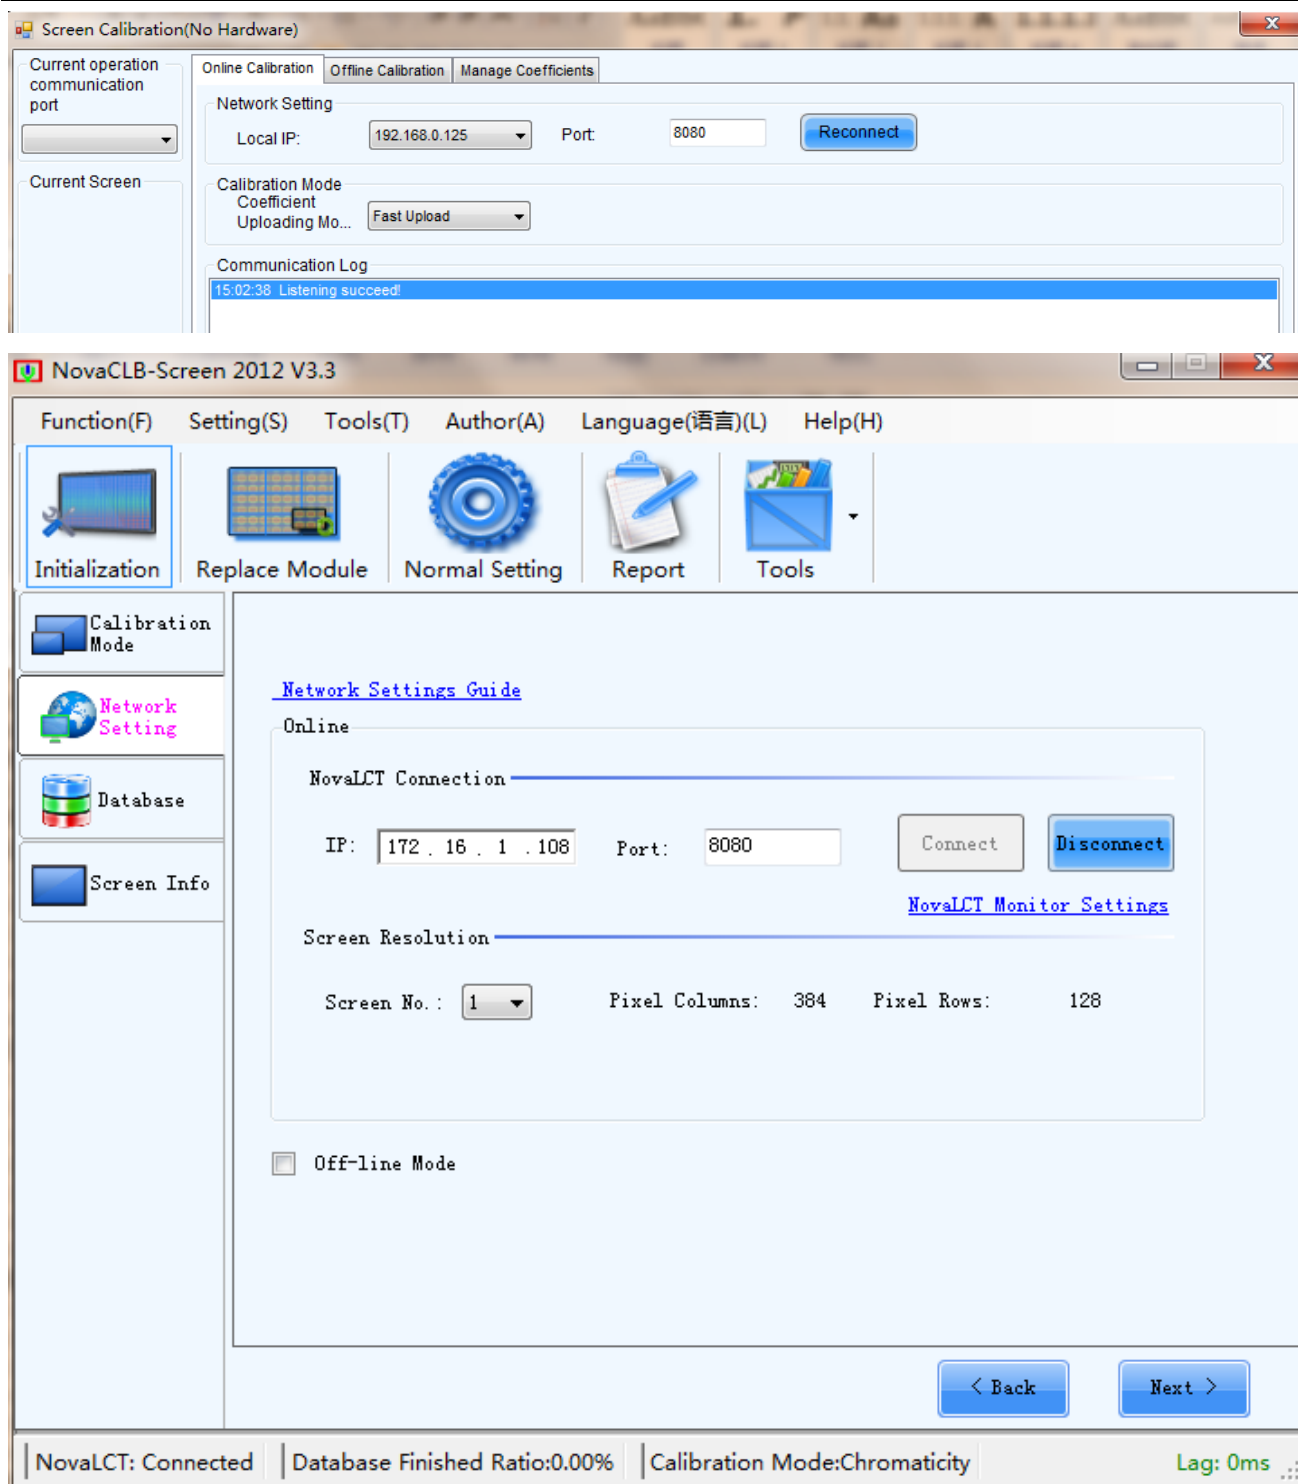 Screen Calibration(No Hardware)
Current operation
communication
port
Online Calibration
Offline Calibration
Manage Coefficients
Network Setting
Local IP:
192.168.0.125
Port:
8080
Reconnect
Current Screen
Calibration Mode
Coefficient
Uploading Mo...
Fast Upload
Communication Log
15:02:38 Listening succeed!
NovaCLB-Screen 2012 V3.3
Function(F) Setting(S) Tools(T) Author(A) Language(语言)(L) Help(H)
Initialization
Replace Module
Normal Setting
Report
Tools
Calibration
Mode
Network
Setting
Database
Screen Info
Network Settings Guide
Online
NovaLCT Connection
IP: 172 . 16 . 1 . 108 Port: 8080 Connect Disconnect
NovaLCT Monitor Settings
Screen Resolution
Screen No.: 1 Pixel Columns: 384 Pixel Rows: 128
Off-line Mode
< Back Next >
NovaLCT: Connected Database Finished Ratio:0.00% Calibration Mode:Chromaticity Lag: 0ms